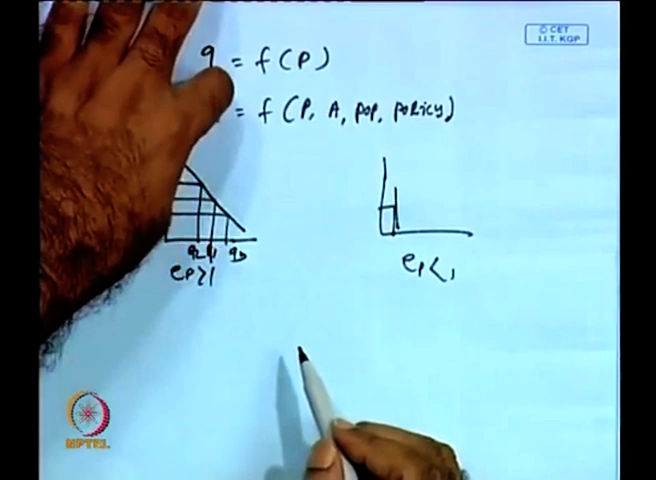 © CET
I.I.T. KGP
q = f(P)
= f(P, A, POP, POLICY)
q2 q1 q3
eP>1
eP<1
NPTEL